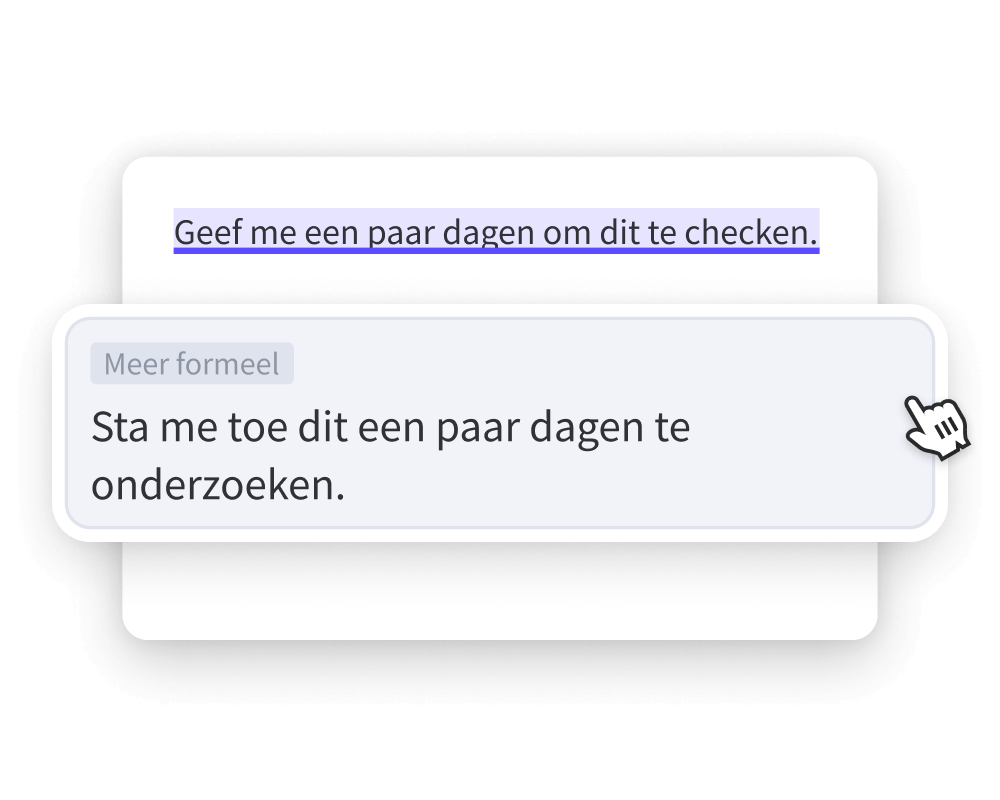 Geef me een paar dagen om dit te checken.
Meer formeel
Sta me toe dit een paar dagen te
onderzoeken.